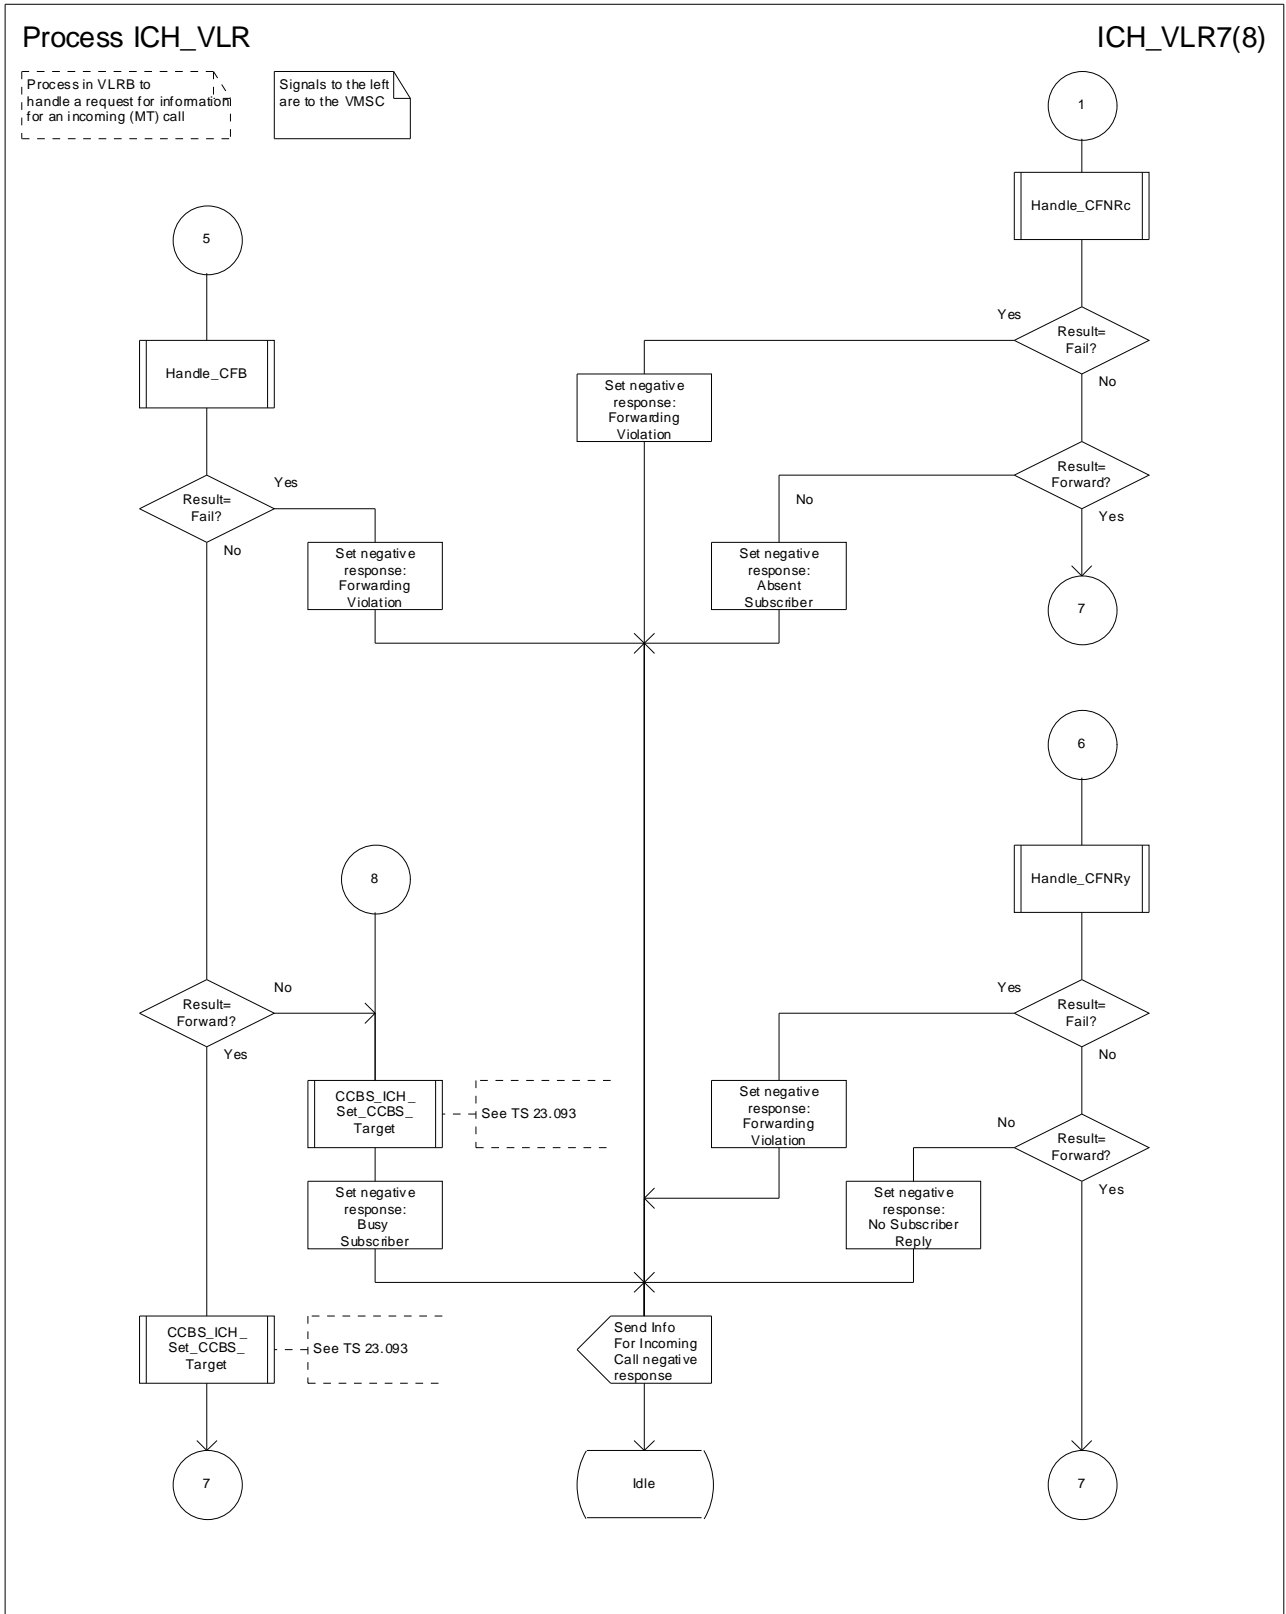 Process ICH_VLR
ICH_VLR7(8)
Process in VLRB to
handle a request for information
for an incoming (MT) call
Signals to the left
are to the VMSC
1
Handle_CFNRc
5
Yes
Result=
Fail?
No
Handle_CFB
Set negative
response:
Forwarding
Violation
Yes
Result=
Fail?
No
No
Result=
Forward?
Yes
Set negative
response:
Forwarding
Violation
Set negative
response:
Absent
Subscriber
7
6
8
Handle_CFNRy
No
Result=
Forward?
Yes
Yes
Result=
Fail?
No
CCBS_ICH_
Set_CCBS_
Target
See TS 23.093
Set negative
response:
Forwarding
Violation
No
Result=
Forward?
Yes
Set negative
response:
Busy
Subscriber
Set negative
response:
No Subscriber
Reply
CCBS_ICH_
Set_CCBS_
Target
See TS 23.093
Send Info
For Incoming
Call negative
response
7
Idle
7